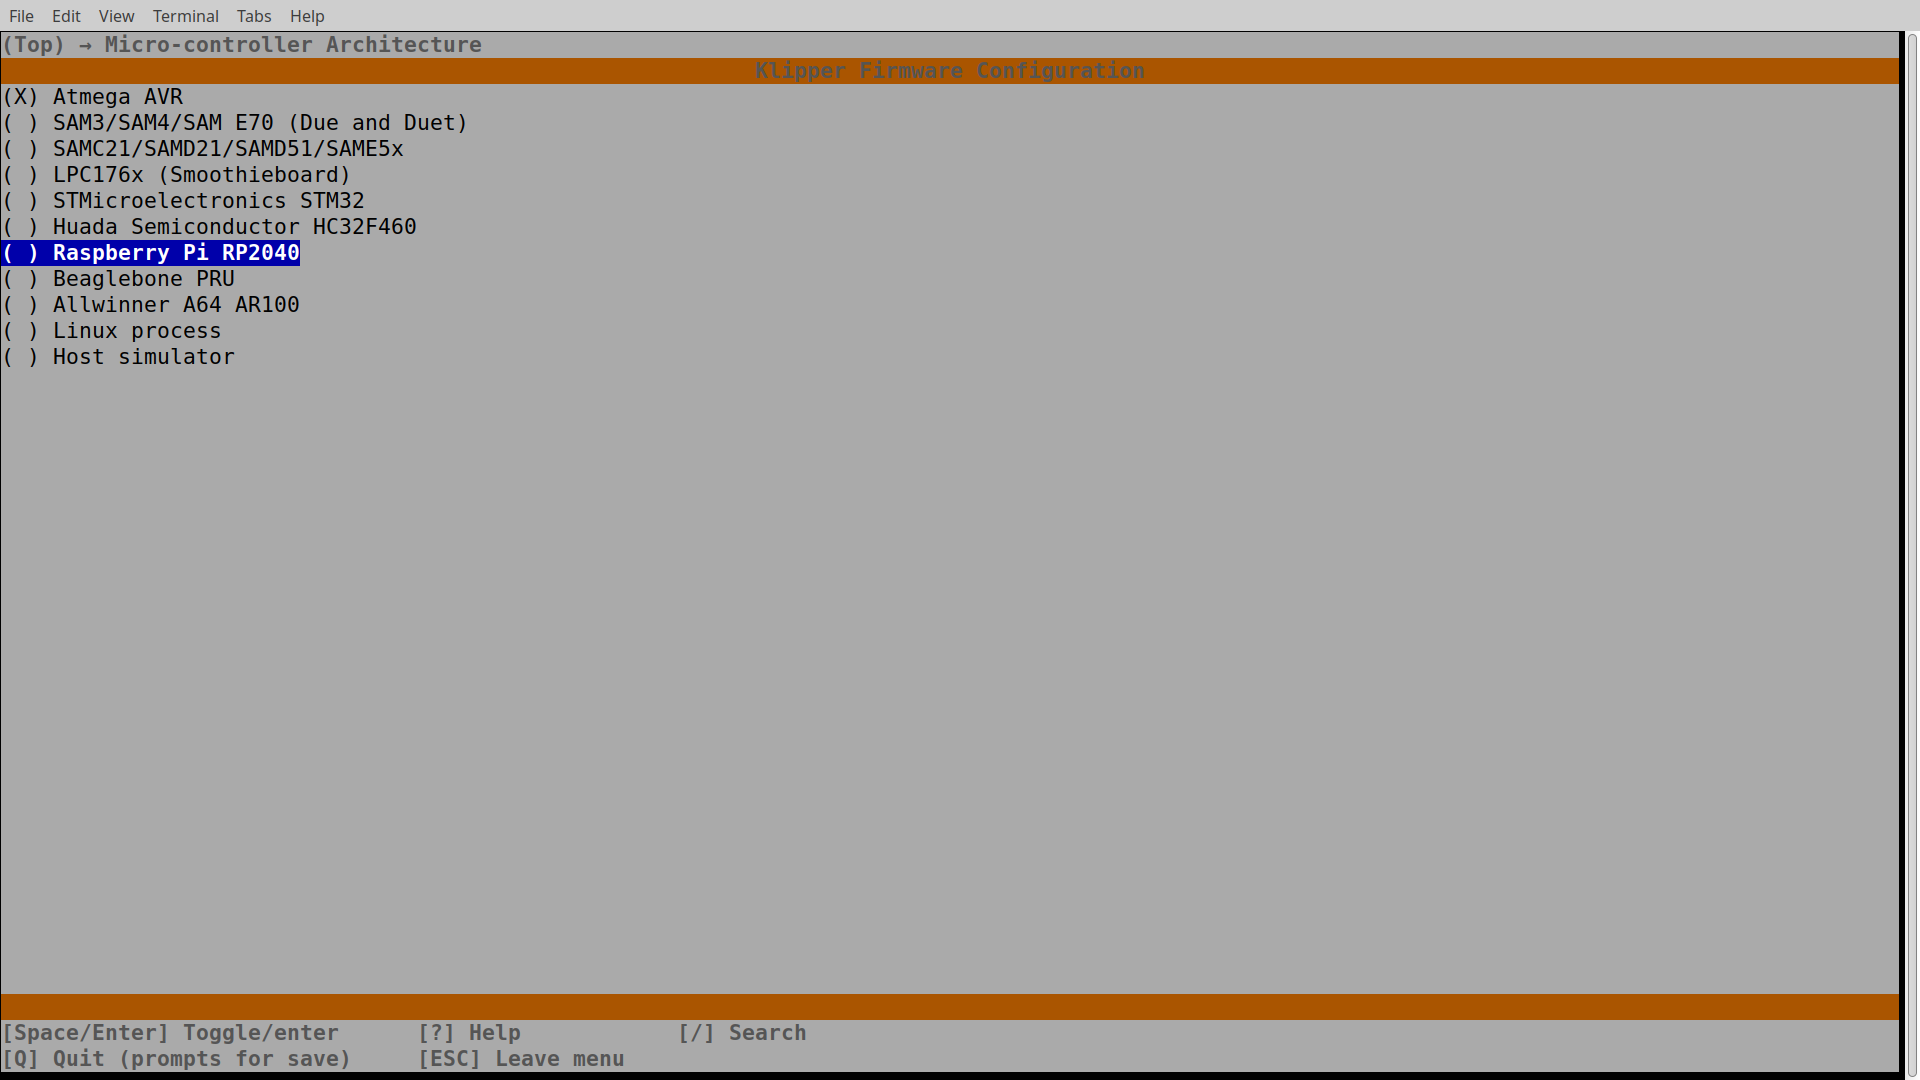 File Edit View Terminal Tabs Help
(Top) → Micro-controller Architecture
Klipper Firmware Configuration
(X) Atmega AVR
( ) SAM3/SAM4/SAM E70 (Due and Duet)
( ) SAMC21/SAMD21/SAMD51/SAME5x
( ) LPC176x (Smoothieboard)
( ) STMicroelectronics STM32
( ) Huada Semiconductor HC32F460
( ) Raspberry Pi RP2040
( ) Beaglebone PRU
( ) Allwinner A64 AR100
( ) Linux process
( ) Host simulator
[Space/Enter] Toggle/enter [?] Help [/] Search
[Q] Quit (prompts for save) [ESC] Leave menu